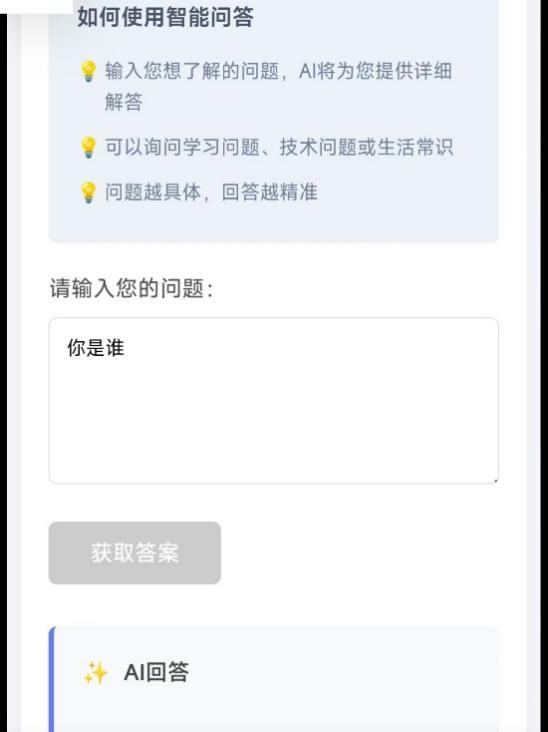 如何使用智能问答
💡 输入您想了解的问题，AI将为您提供详细
解答
💡 可以询问学习问题、技术问题或生活常识
💡 问题越具体，回答越精准
请输入您的问题：
你是谁
获取答案
✨ AI回答